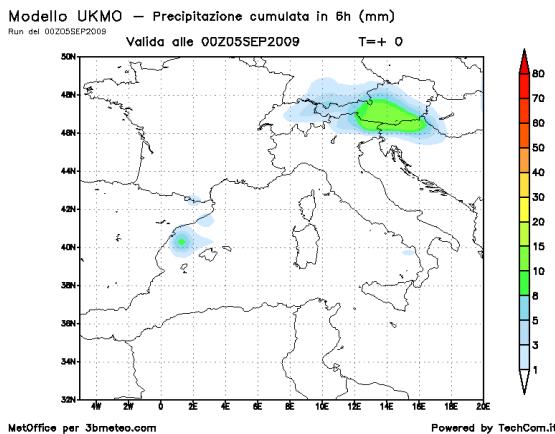 Modello UKMO — Precipitazione cumulata in 6h (mm)
Run del 00Z05SEP2009
Valida alle 00Z05SEP2009 T=+ 0
50N
48N
46N
44N
42N
40N
38N
36N
34N
32N
4W 2W 0 2E 4E 6E 8E 10E 12E 14E 16E 18E 20E
80
70
60
50
40
30
20
15
10
8
5
3
1
MetOffice per 3bmeteo.com Powered by TechCom.it